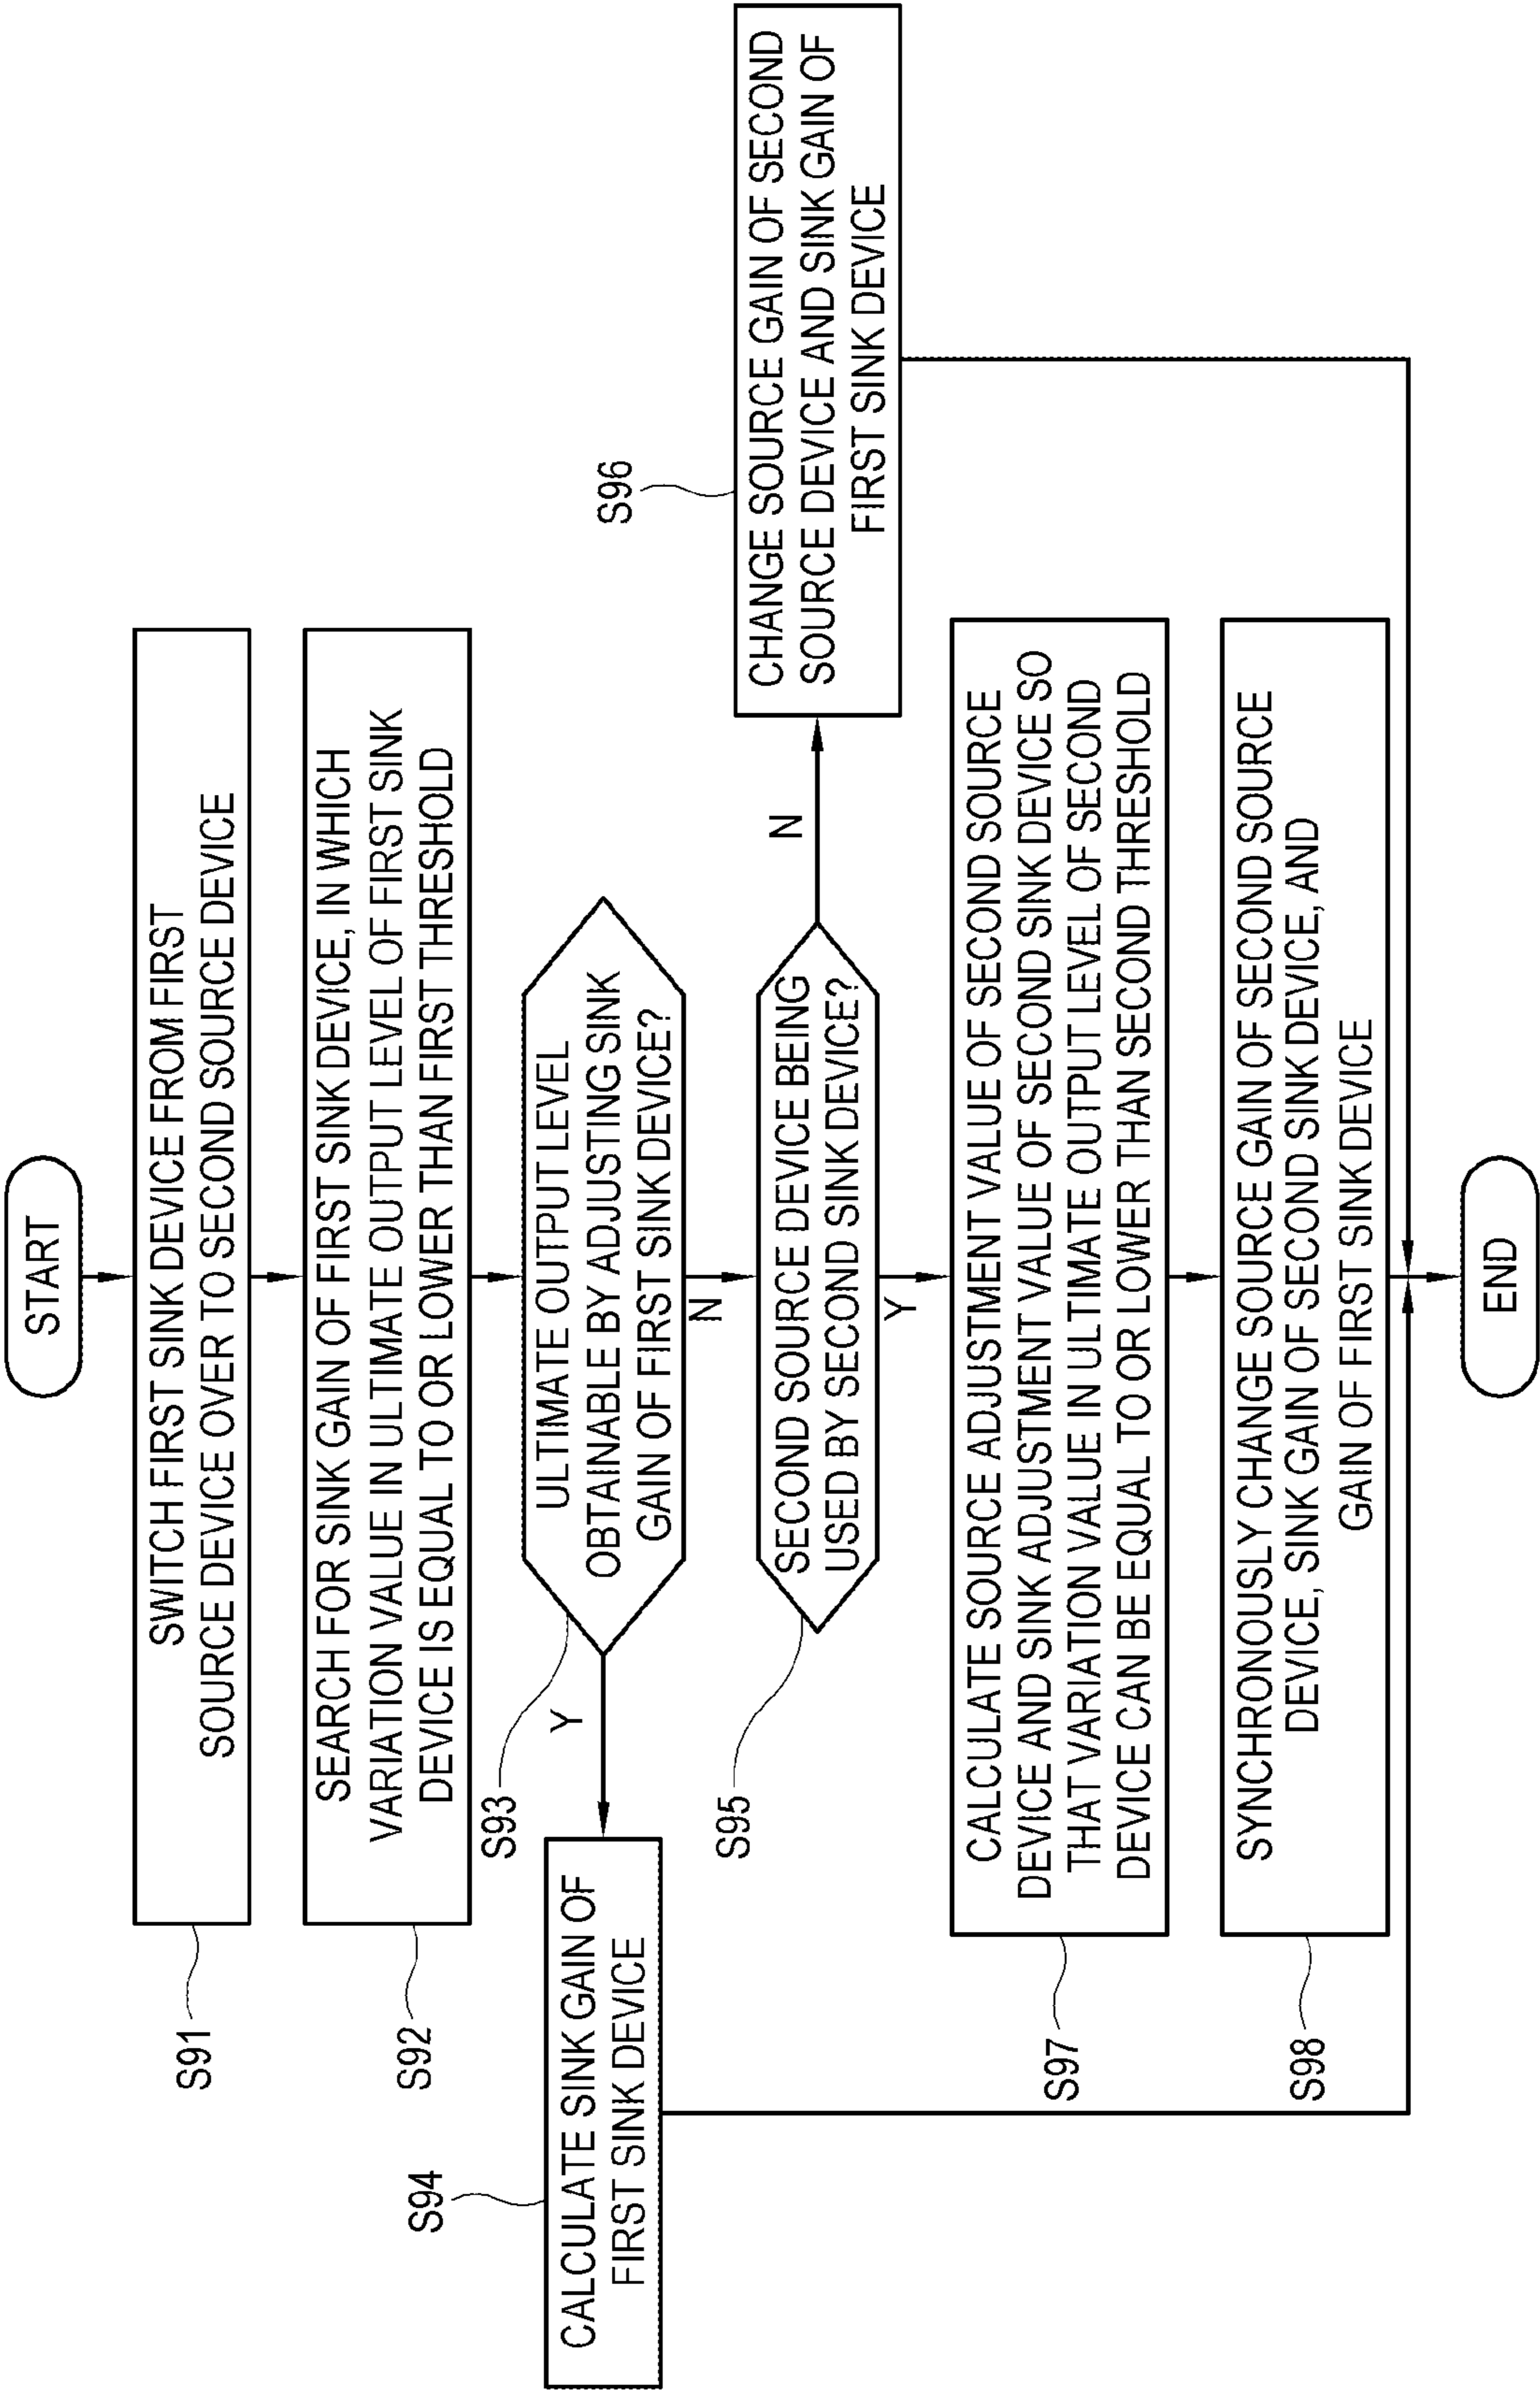 START
SWITCH FIRST SINK DEVICE FROM FIRST
SOURCE DEVICE OVER TO SECOND SOURCE DEVICE
S91
SEARCH FOR SINK GAIN OF FIRST SINK DEVICE, IN WHICH
VARIATION VALUE IN ULTIMATE OUTPUT LEVEL OF FIRST SINK
DEVICE IS EQUAL TO OR LOWER THAN FIRST THRESHOLD
S92
ULTIMATE OUTPUT LEVEL
OBTAINABLE BY ADJUSTING SINK
GAIN OF FIRST SINK DEVICE?
S93
Y
N
CALCULATE SINK GAIN OF
FIRST SINK DEVICE
S94
SECOND SOURCE DEVICE BEING
USED BY SECOND SINK DEVICE?
S95
N
Y
CHANGE SOURCE GAIN OF SECOND
SOURCE DEVICE AND SINK GAIN OF
FIRST SINK DEVICE
S96
CALCULATE SOURCE ADJUSTMENT VALUE OF SECOND SOURCE
DEVICE AND SINK ADJUSTMENT VALUE OF SECOND SINK DEVICE SO
THAT VARIATION VALUE IN ULTIMATE OUTPUT LEVEL OF SECOND
DEVICE CAN BE EQUAL TO OR LOWER THAN SECOND THRESHOLD
S97
SYNCHRONOUSLY CHANGE SOURCE GAIN OF SECOND SOURCE
DEVICE, SINK GAIN OF SECOND SINK DEVICE, AND
GAIN OF FIRST SINK DEVICE
S98
END